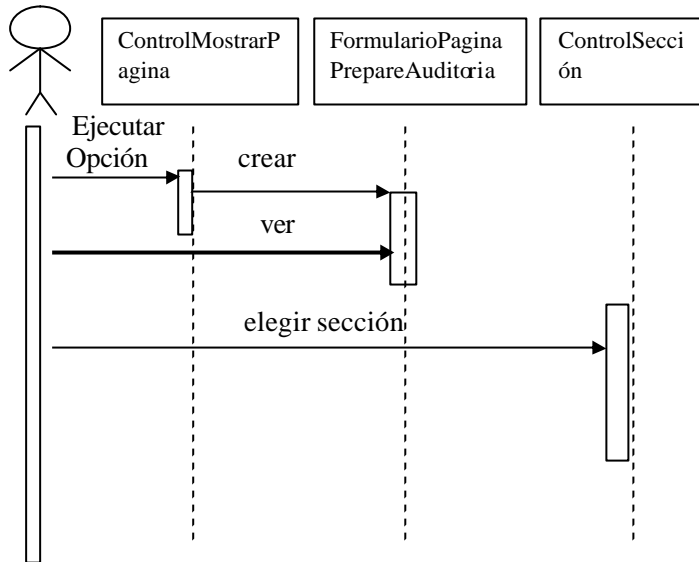 ControlMostrarP
agina
FormularioPagina
PrepareAuditoria
ControlSecci
ón
Ejecutar
Opción
crear
ver
elegir sección